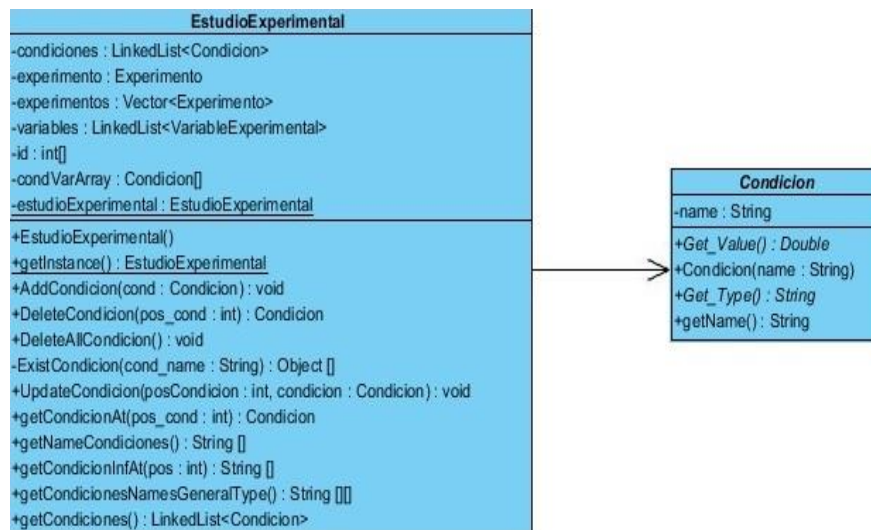 EstudioExperimental
-condiciones : LinkedList<Condicion>
-experimento : Experimento
-experimentos : Vector<Experimento>
-variables : LinkedList<VariableExperimental>
-id : int[]
-condVarArray : Condicion[]
-estudioExperimental : EstudioExperimental
+EstudioExperimental()
+getInstance() : EstudioExperimental
+AddCondicion(cond : Condicion) : void
+DeleteCondicion(pos_cond : int) : Condicion
+DeleteAllCondicion() : void
-ExistCondicion(cond_name : String) : Object []
+UpdateCondicion(posCondicion : int, condicion : Condicion) : void
+getCondicionAt(pos_cond : int) : Condicion
+getNameCondiciones() : String []
+getCondicionInfAt(pos : int) : String []
+getCondicionesNamesGeneralType() : String [][]
+getCondiciones() : LinkedList<Condicion>
Condicion
-name : String
+Get_Value() : Double
+Condicion(name : String)
+Get_Type() : String
+getName() : String